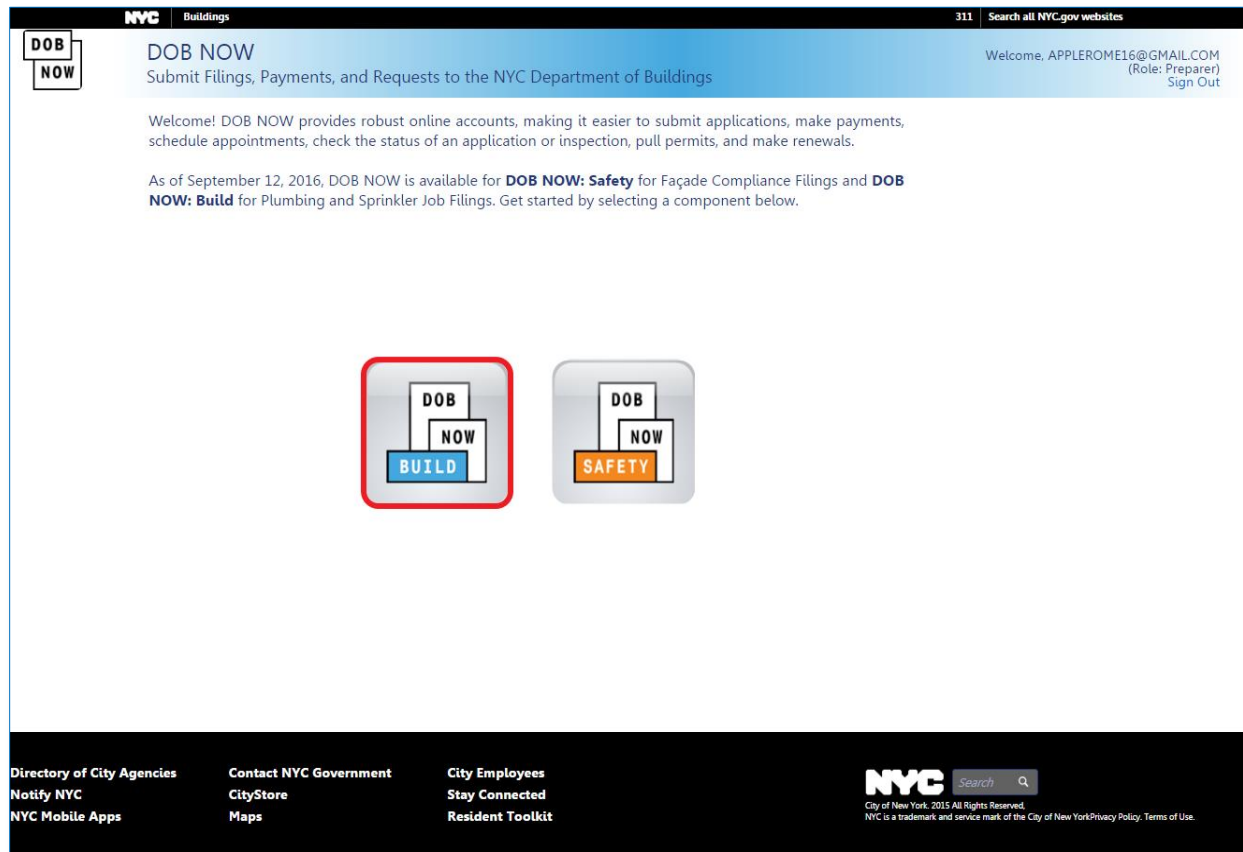 NYC Buildings 311 Search all NYC.gov websites
DOB
NOW
DOB NOW
Submit Filings, Payments, and Requests to the NYC Department of Buildings
Welcome, APPLEROME16@GMAIL.COM
(Role: Preparer)
Sign Out
Welcome! DOB NOW provides robust online accounts, making it easier to submit applications, make payments,
schedule appointments, check the status of an application or inspection, pull permits, and make renewals.
As of September 12, 2016, DOB NOW is available for DOB NOW: Safety for Façade Compliance Filings and DOB
NOW: Build for Plumbing and Sprinkler Job Filings. Get started by selecting a component below.
DOB
NOW
BUILD
DOB
NOW
SAFETY
Directory of City Agencies
Notify NYC
NYC Mobile Apps
Contact NYC Government
CityStore
Maps
City Employees
Stay Connected
Resident Toolkit
NYC Search
City of New York. 2015 All Rights Reserved,
NYC is a trademark and service mark of the City of New YorkPrivacy Policy. Terms of Use.